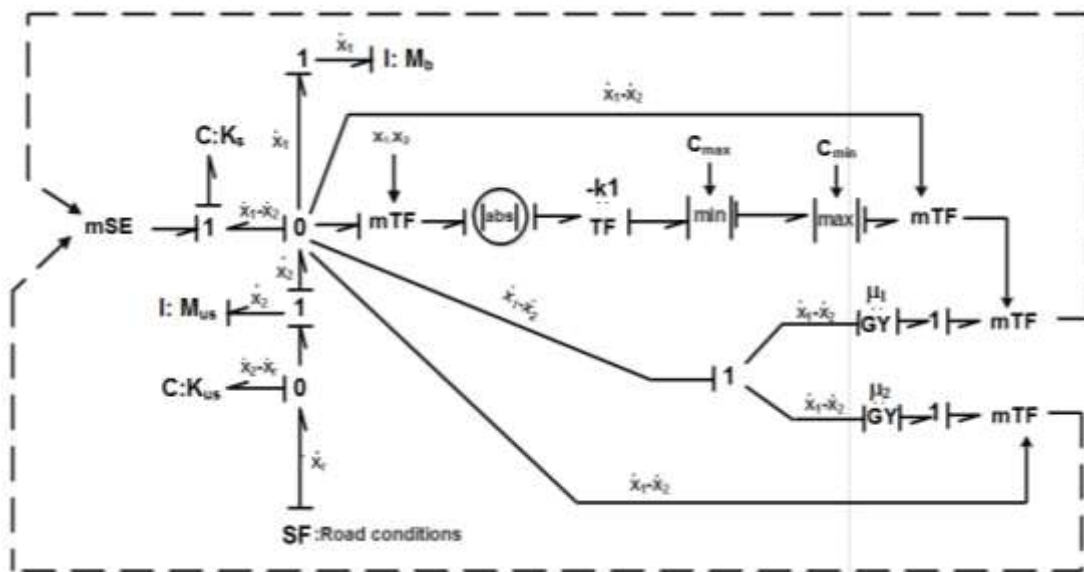 1 ẋ₁ I: M_b
ẋ₁-ẋ₂
C:K_s ẋ₁ x₁,x₂ C_max C_min
-k1
mSE 1 ẋ₁-ẋ₂ 0 mTF |abs| TF |min| |max| mTF
ẋ₂
I: M_us ẋ₂ 1 ẋ₁-ẋ₂ ẋ₁-ẋ₂ μ₁ GY 1 mTF
C:K_us ẋ₂-ẋᵣ 0 1
ẋ₁-ẋ₂ μ₂ GY 1 mTF
ẋᵣ ẋ₁-ẋ₂
SF :Road conditions